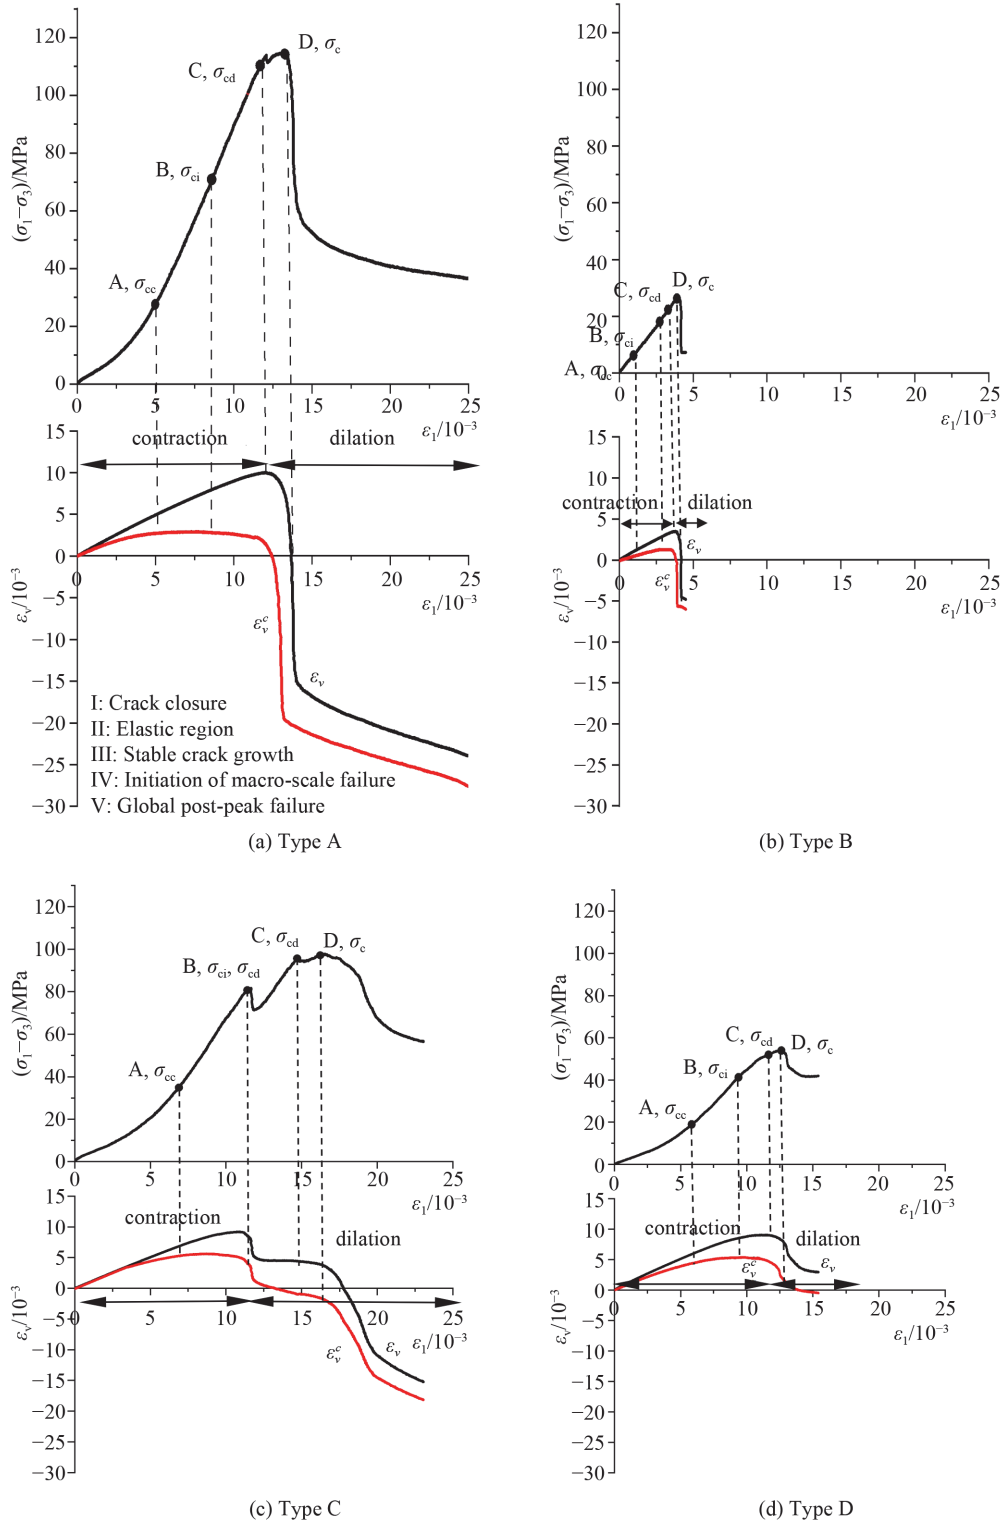 120
100
80
60
40
20
0
(σ₁−σ₃)/MPa
D, σc
C, σcd
B, σci
A, σcc
0 5 10 15 20 25
ε₁/10⁻³
15
10
5
0
−5
−10
−15
−20
−25
−30
εv/10⁻³
contraction
dilation
0 5 10 15 20 25
ε₁/10⁻³
εvᶜ
εv
I: Crack closure
II: Elastic region
III: Stable crack growth
IV: Initiation of macro-scale failure
V: Global post-peak failure
(a) Type A
120
100
80
60
40
20
0
(σ₁−σ₃)/MPa
D, σc
C, σcd
B, σci
A, σcc
0 5 10 15 20 25
ε₁/10⁻³
15
10
5
0
−5
−10
−15
−20
−25
−30
εv/10⁻³
contraction
dilation
εv
εvᶜ
0 5 10 15 20 25
ε₁/10⁻³
(b) Type B
120
100
80
60
40
20
0
(σ₁−σ₃)/MPa
C, σcd
D, σc
B, σci, σcd
A, σcc
0 5 10 15 20 25
ε₁/10⁻³
15
10
5
0
−5
−10
−15
−20
−25
−30
εv/10⁻³
contraction
dilation
0 5 10 15 20 25
ε₁/10⁻³
εvᶜ
εv
(c) Type C
120
100
80
60
40
20
0
(σ₁−σ₃)/MPa
C, σcd
D, σc
B, σci
A, σcc
0 5 10 15 20 25
ε₁/10⁻³
15
10
5
0
−5
−10
−15
−20
−25
−30
εv/10⁻³
contraction
dilation
εvᶜ
εv
0 5 10 15 20 25
ε₁/10⁻³
(d) Type D